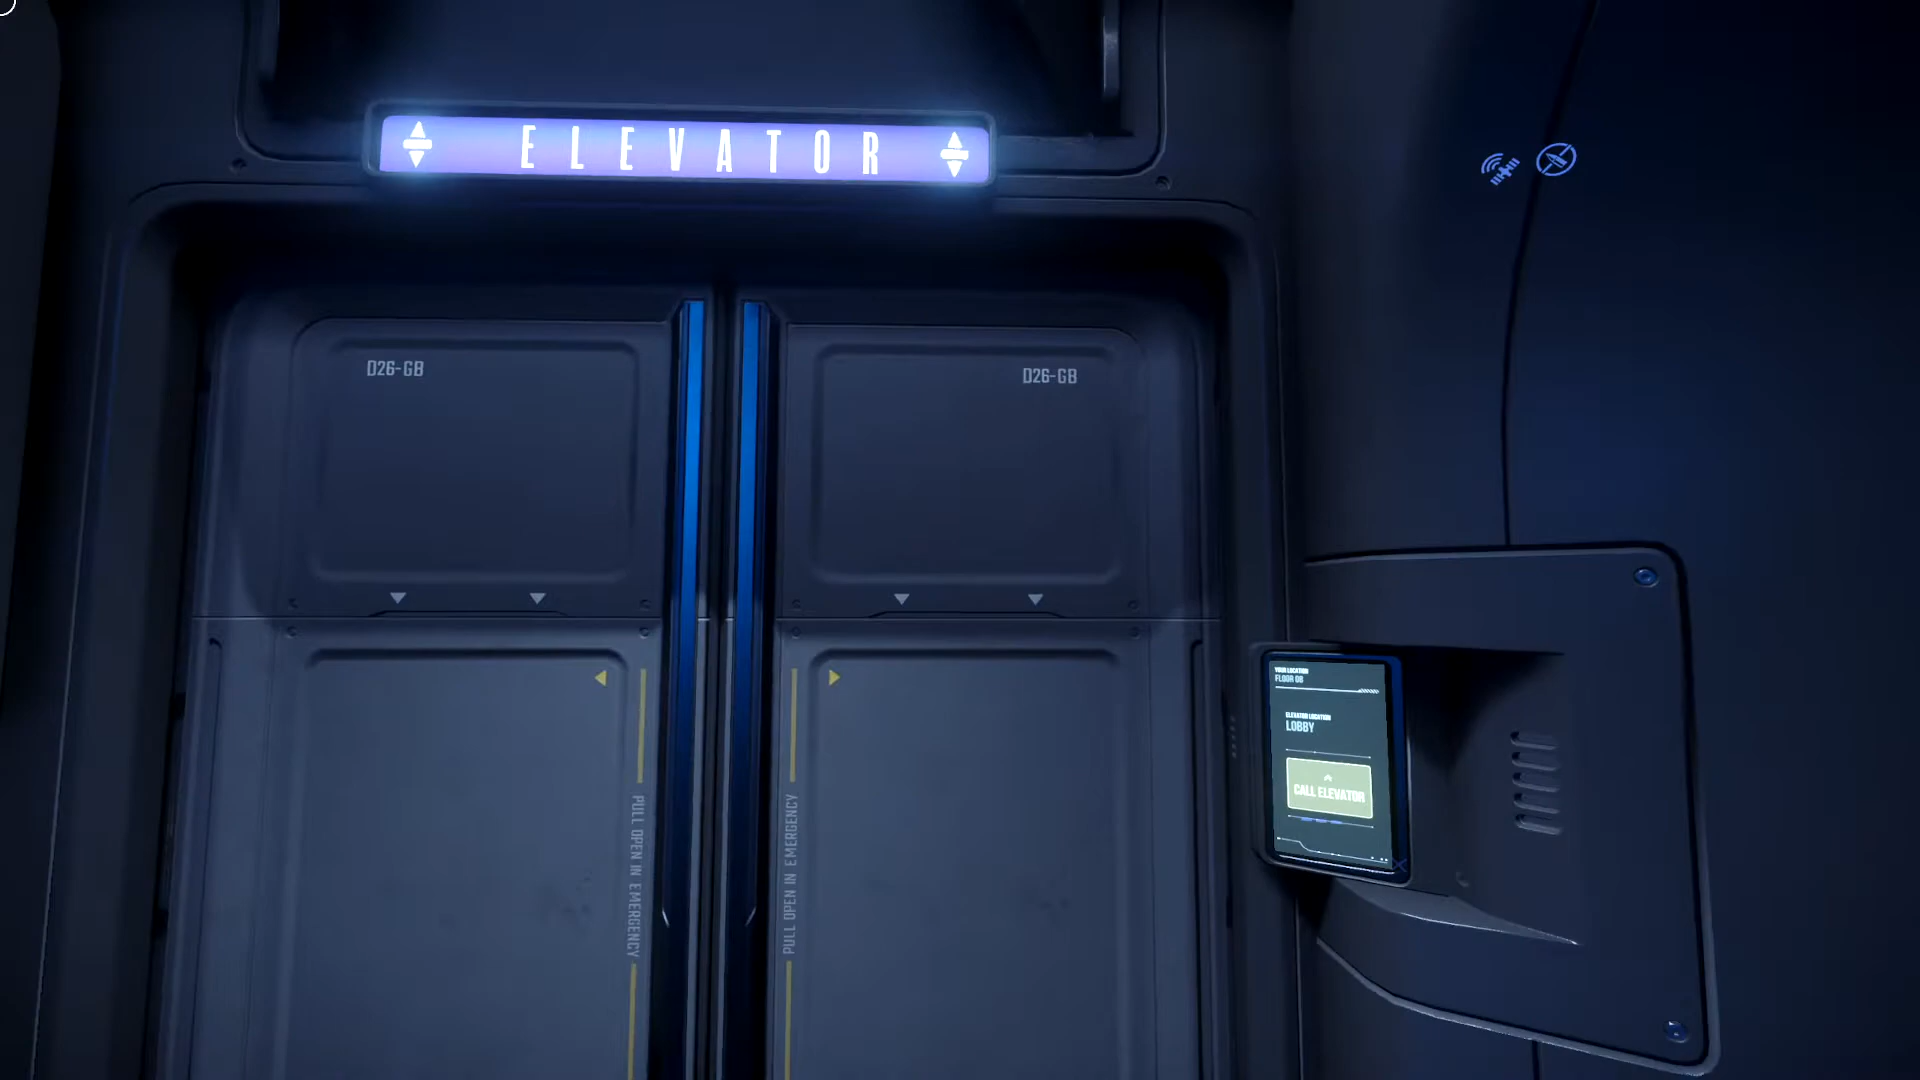 ELEVATOR
D26-GB
D26-GB
PULL OPEN IN EMERGENCY
PULL OPEN IN EMERGENCY
YOUR LOCATION
FLOOR 08
ELEVATOR LOCATION
LOBBY
CALL ELEVATOR